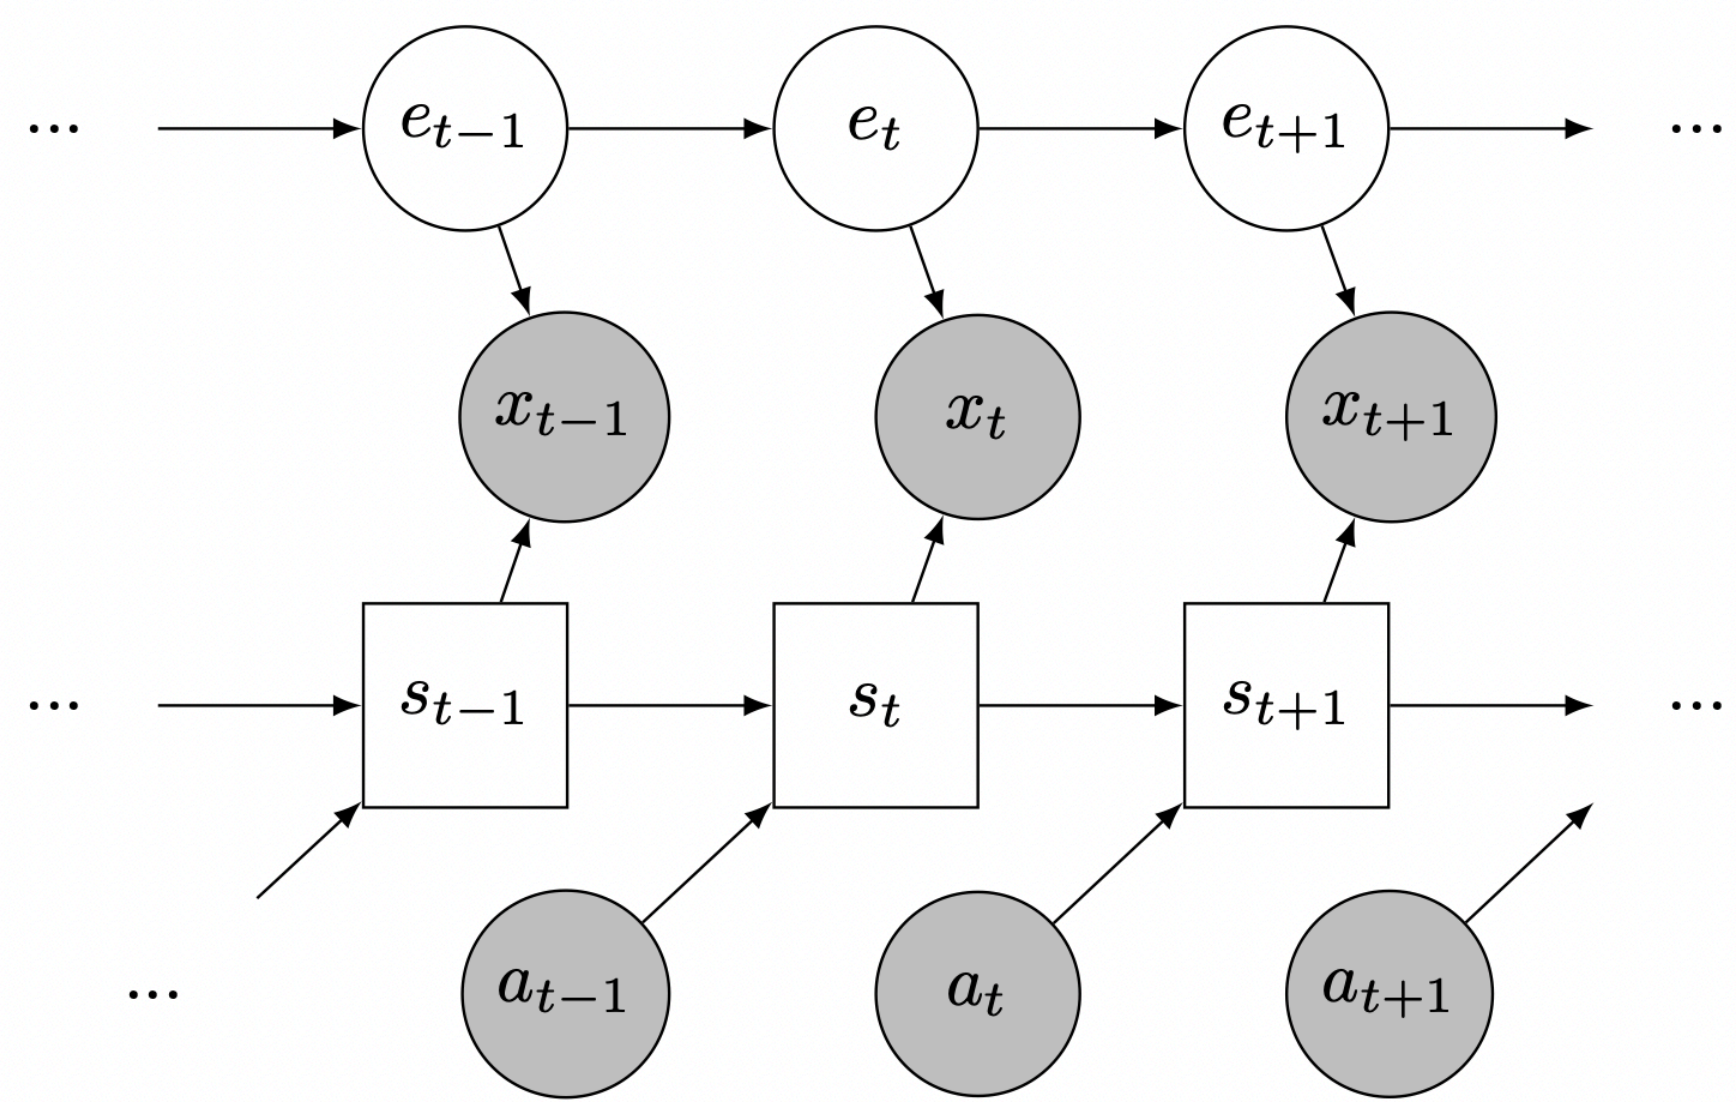 ... e_{t−1} e_t e_{t+1} ...
x_{t−1} x_t x_{t+1}
... s_{t−1} s_t s_{t+1} ...
... a_{t−1} a_t a_{t+1}